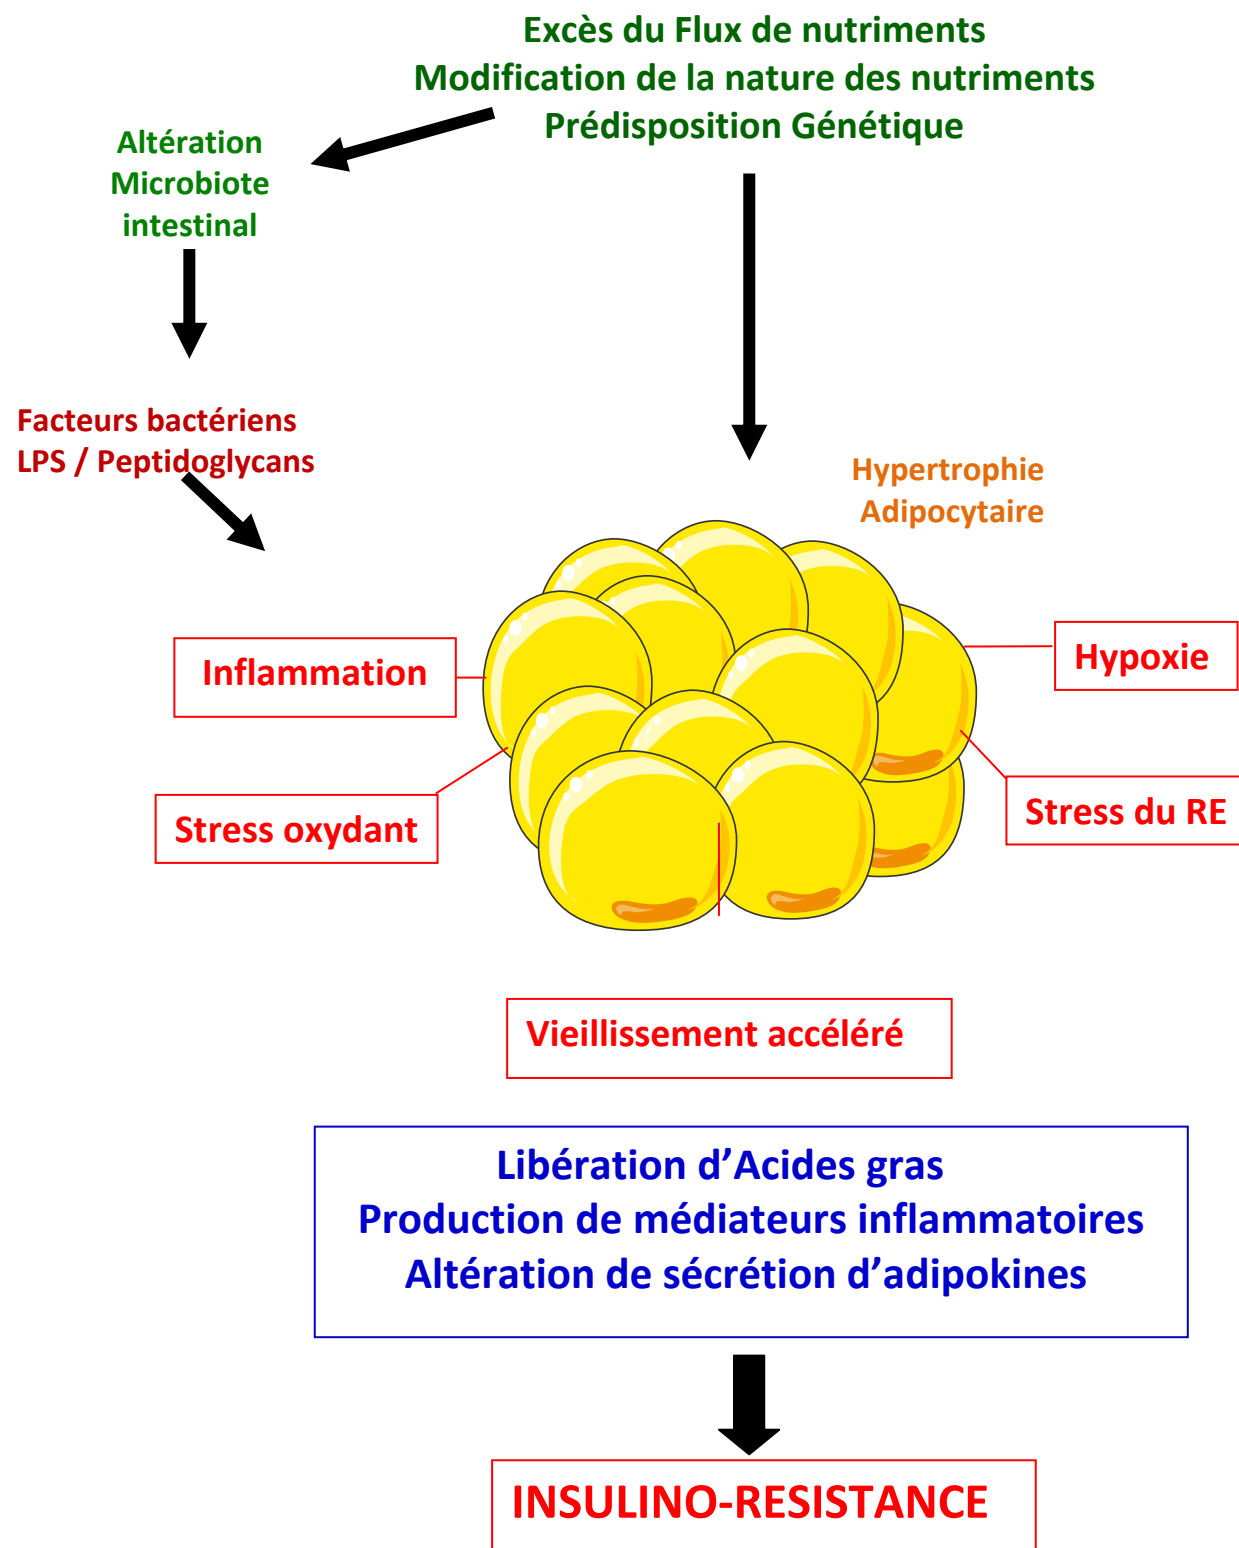 Excès du Flux de nutriments
Modification de la nature des nutriments
Prédisposition Génétique
Altération
Microbiote
intestinal
Facteurs bactériens
LPS / Peptidoglycans
Hypertrophie
Adipocytaire
Inflammation
Hypoxie
Stress oxydant
Stress du RE
Vieillissement accéléré
Libération d’Acides gras
Production de médiateurs inflammatoires
Altération de sécrétion d’adipokines
INSULINO-RESISTANCE